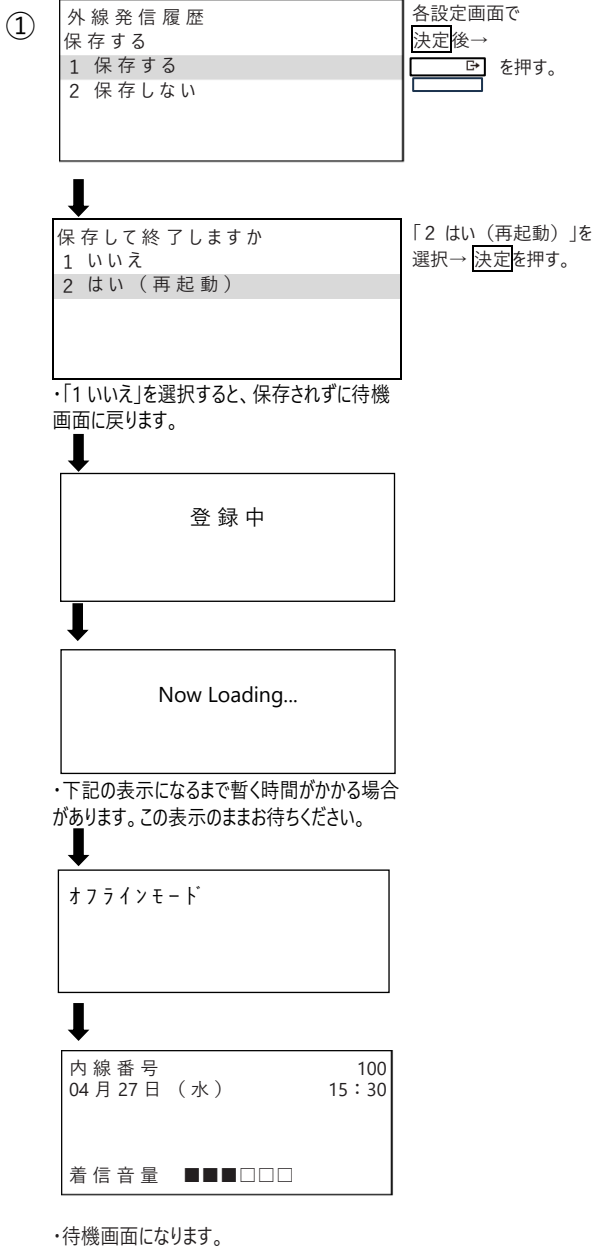 ①
外線発信履歴
保存する
1 保存する
2 保存しない
各設定画面で
決定後→
を押す。
保存して終了しますか
1 いいえ
2 はい（再起動）
「2 はい（再起動）」を
選択→ 決定を押す。
・「1 いいえ」を選択すると、保存されずに待機
画面に戻ります。
登録中
Now Loading...
・下記の表示になるまで暫く時間がかかる場合
があります。この表示のままお待ちください。
ｵﾌﾗｲﾝﾓｰﾄﾞ
内線番号 100
04月27日（水） 15：30
着信音量 ■■■□□□
・待機画面になります。